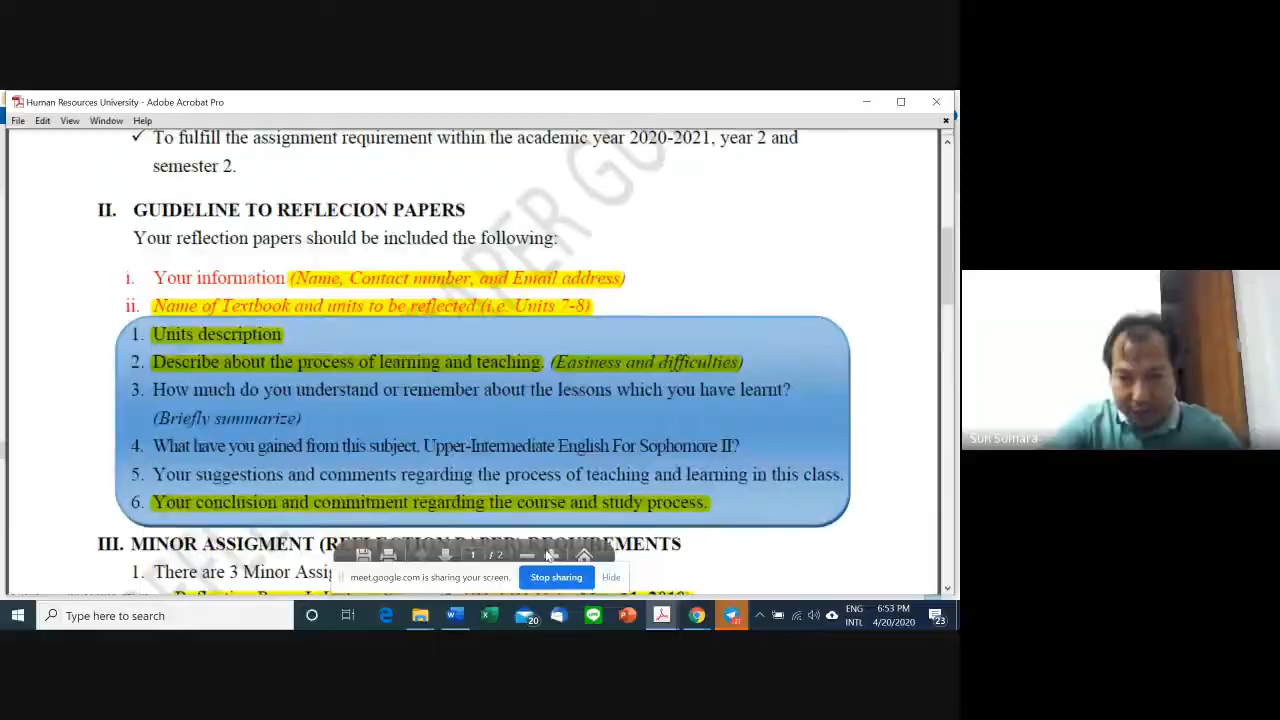 Human Resources University - Adobe Acrobat Pro
File Edit View Window Help
✓ To fulfill the assignment requirement within the academic year 2020-2021, year 2 and
semester 2.
II. GUIDELINE TO REFLECION PAPERS
Your reflection papers should be included the following:
i. Your information (Name, Contact number, and Email address)
ii. Name of Textbook and units to be reflected (i.e. Units 7-8)
1. Units description
2. Describe about the process of learning and teaching. (Easiness and difficulties)
3. How much do you understand or remember about the lessons which you have learnt?
(Briefly summarize)
4. What have you gained from this subject, Upper-Intermediate English For Sophomore II?
5. Your suggestions and comments regarding the process of teaching and learning in this class.
6. Your conclusion and commitment regarding the course and study process.
Sun Sumara
III. MINOR ASSIGMENT (REFLECTION PAPER) REQUIREMENTS
1 / 2
1. There are 3 Minor Assi
meet.google.com is sharing your screen. Stop sharing Hide
Type here to search
20
ENG
INTL
6:53 PM
4/20/2020
23